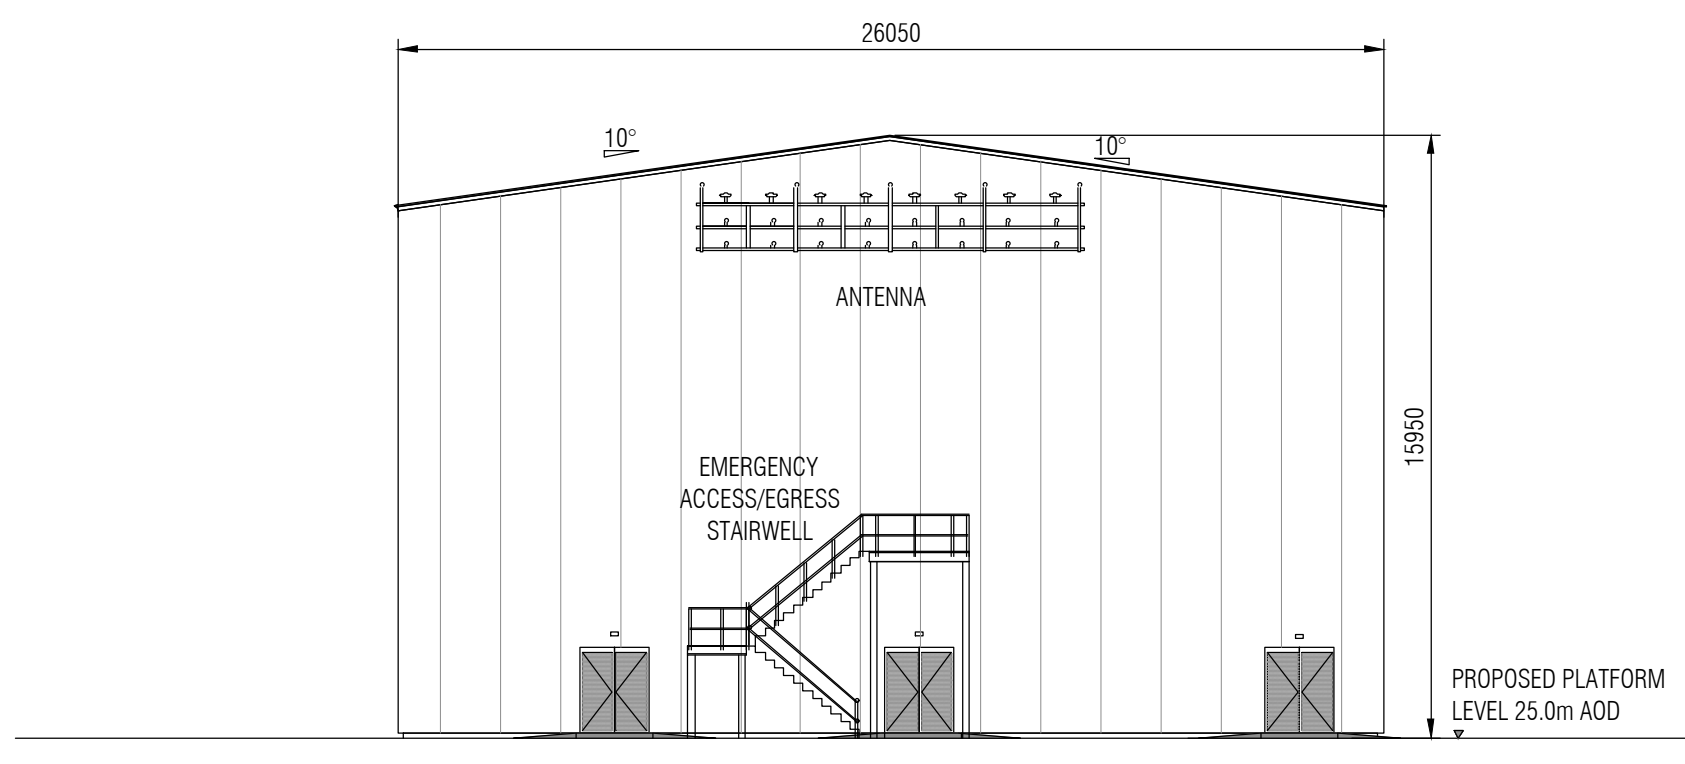 26050
10°
10°
ANTENNA
15950
EMERGENCY
ACCESS/EGRESS
STAIRWELL
PROPOSED PLATFORM
LEVEL 25.0m AOD